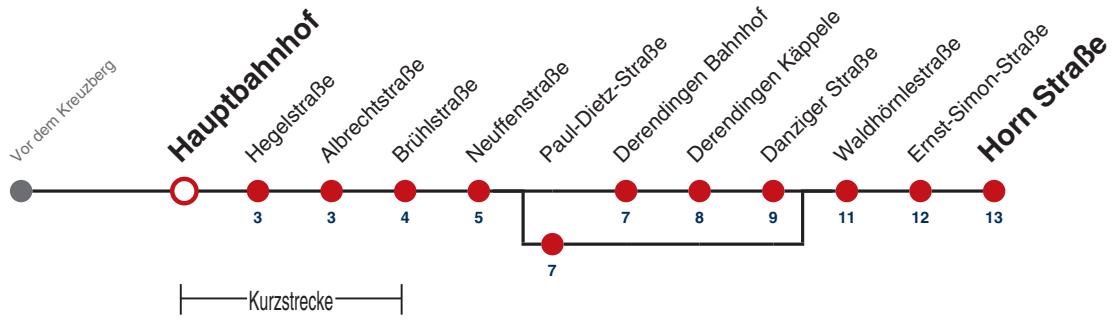 Vor dem Kreuzberg
Hauptbahnhof
Hegelstraße
Albrechtstraße
Brühlstraße
Neuffenstraße
Paul-Dietz-Straße
Derendingen Bahnhof
Derendingen Käppele
Danziger Straße
Waldhörnlestraße
Ernst-Simon-Straße
Horn Straße
3 3 4 5 7 8 9 11 12 13
7
Kurzstrecke